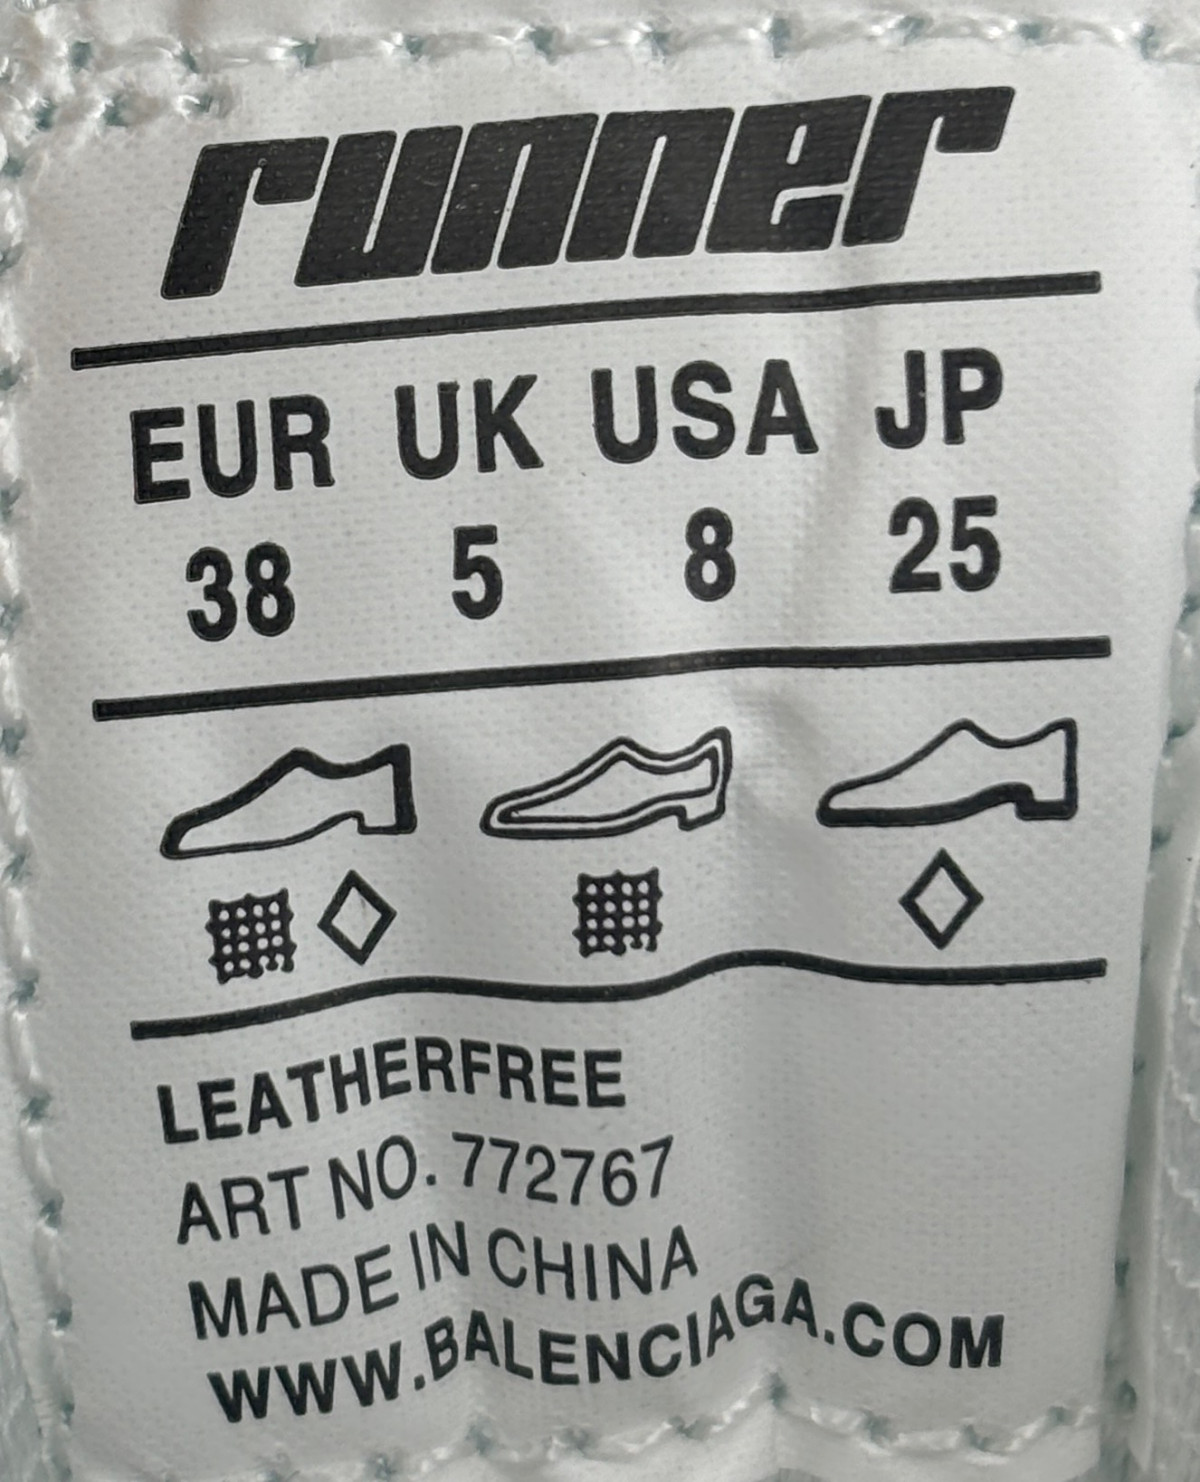 runner
EUR UK USA JP
38 5 8 25
LEATHERFREE
ART NO. 772767
MADE IN CHINA
WWW.BALENCIAGA.COM